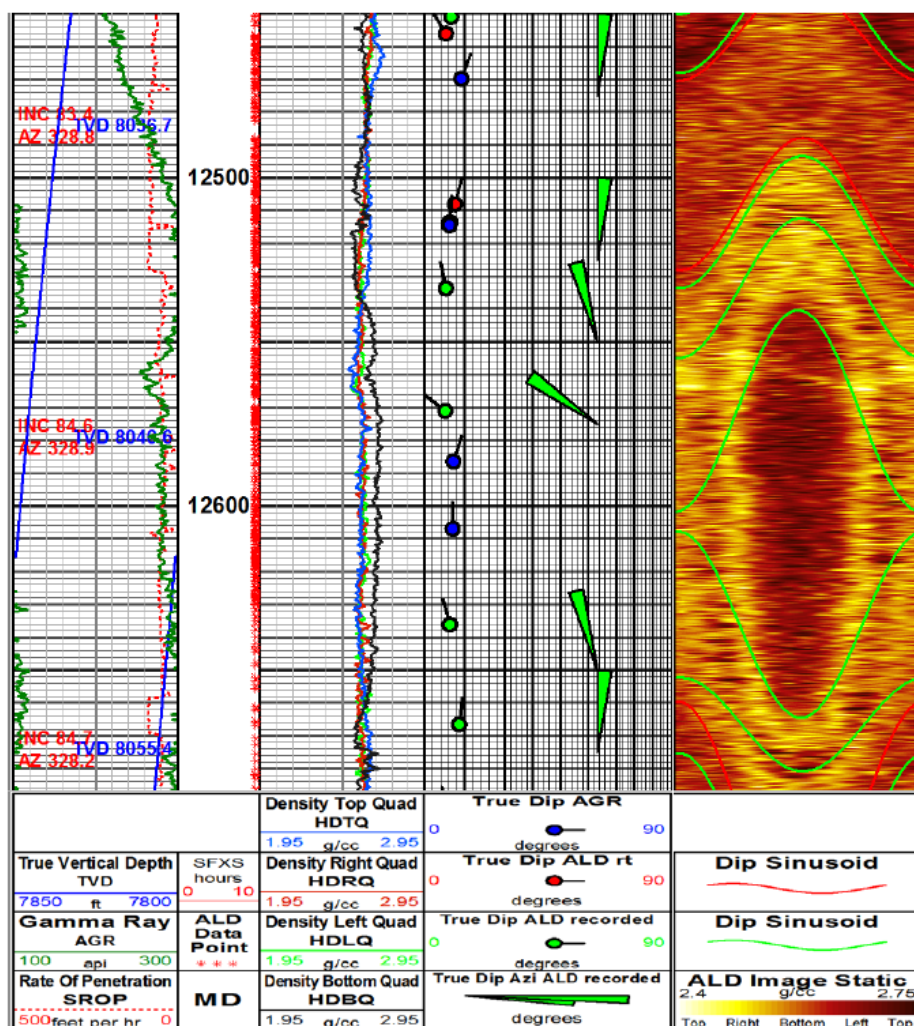 INC 83.4
TVD 8036.7
AZ 328.8
12500
INC 84.6
TVD 8048.6
AZ 328.9
12600
INC 84.7
TVD 8055.4
AZ 328.2
Density Top Quad
HDTQ
1.95 g/cc 2.95
True Dip AGR
0 90
degrees
True Vertical Depth
TVD
7850 ft 7800
SFXS
hours
0 10
Density Right Quad
HDRQ
1.95 g/cc 2.95
True Dip ALD rt
0 90
degrees
Dip Sinusoid
Gamma Ray
AGR
100 api 300
ALD
Data
Point
* * *
Density Left Quad
HDLQ
1.95 g/cc 2.95
True Dip ALD recorded
0 90
degrees
Dip Sinusoid
Rate Of Penetration
SROP
500 feet per hr 0
MD
Density Bottom Quad
HDBQ
1.95 g/cc 2.95
True Dip Azi ALD recorded
degrees
ALD Image Static
2.4 g/cc 2.75
Top Right Bottom Left Top